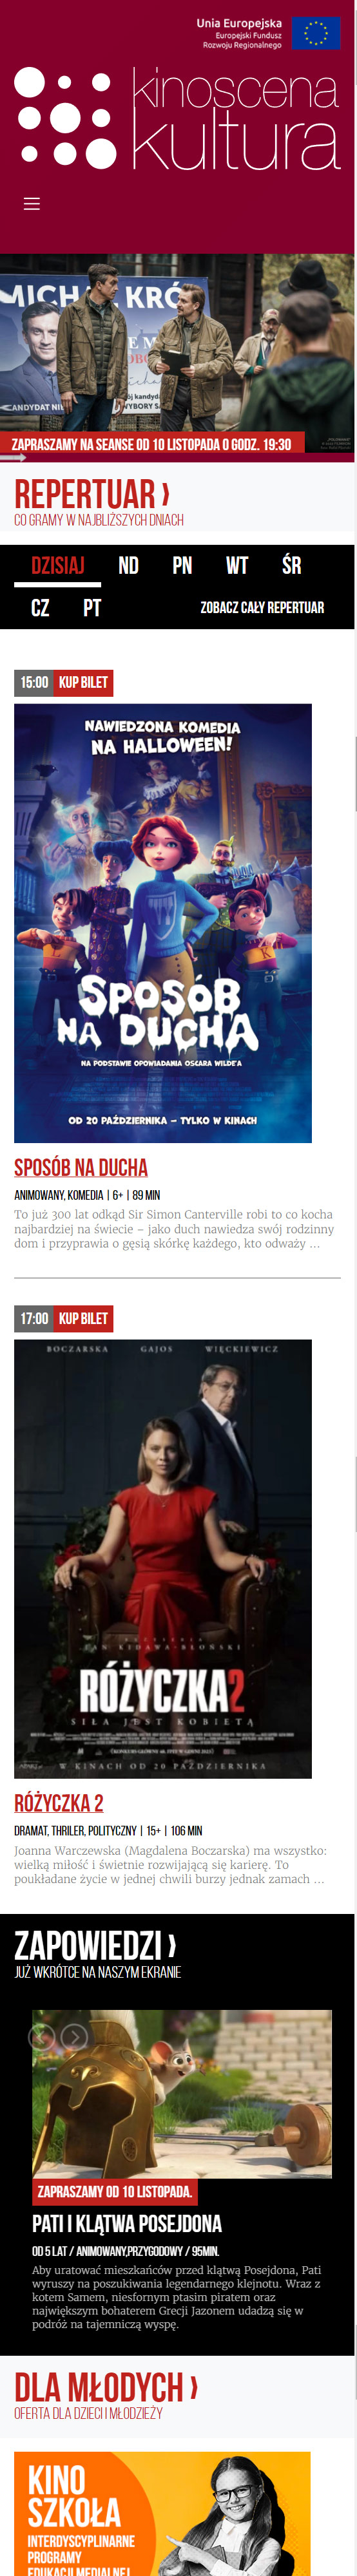 Unia Europejska
Europejski Fundusz
Rozwoju Regionalnego
kinoscena
kultura
MICHAŁ KRÓ
KANDYDAT NI
WYBORY SA
ZAPRASZAMY NA SEANSE OD 10 LISTOPADA O GODZ. 19:30
REPERTUAR ›
CO GRAMY W NAJBLIŻSZYCH DNIACH
DZISIAJ ND PN WT ŚR
CZ PT ZOBACZ CAŁY REPERTUAR
15:00 KUP BILET
NAWIEDZONA KOMEDIA
NA HALLOWEEN!
SPOSÓB
NA DUCHA
NA PODSTAWIE OPOWIADANIA OSCARA WILDE'A
OD 20 PAŹDZIERNIKA – TYLKO W KINACH
SPOSÓB NA DUCHA
ANIMOWANY, KOMEDIA | 6+ | 89 MIN
To już 300 lat odkąd Sir Simon Canterville robi to co kocha
najbardziej na świecie – jako duch nawiedza swój rodzinny
dom i przyprawia o gęsią skórkę każdego, kto odważy ...
17:00 KUP BILET
BOCZARSKA GAJOS WIĘCKIEWICZ
JAN KIDAWA-BŁOŃSKI
RÓŻYCZKA2
SIŁA JEST KOBIETĄ
W KINACH OD 20 PAŹDZIERNIKA
RÓŻYCZKA 2
DRAMAT, THRILER, POLITYCZNY | 15+ | 106 MIN
Joanna Warczewska (Magdalena Boczarska) ma wszystko:
wielką miłość i świetnie rozwijającą się karierę. To
poukładane życie w jednej chwili burzy jednak zamach ...
ZAPOWIEDZI ›
JUŻ WKRÓTCE NA NASZYM EKRANIE
ZAPRASZAMY OD 10 LISTOPADA.
PATI I KLĄTWA POSEJDONA
OD 5 LAT / ANIMOWANY,PRZYGODOWY / 95MIN.
Aby uratować mieszkańców przed klątwą Posejdona, Pati
wyruszy na poszukiwania legendarnego klejnotu. Wraz z
kotem Samem, niesfornym ptasim piratem oraz
największym bohaterem Grecji Jazonem udadzą się w
podróż na tajemniczą wyspę.
DLA MŁODYCH ›
OFERTA DLA DZIECI I MŁODZIEŻY
KINO
SZKOŁA
INTERDYSCYPLINARNE
PROGRAMY
EDUKACJI MEDIALNEJ